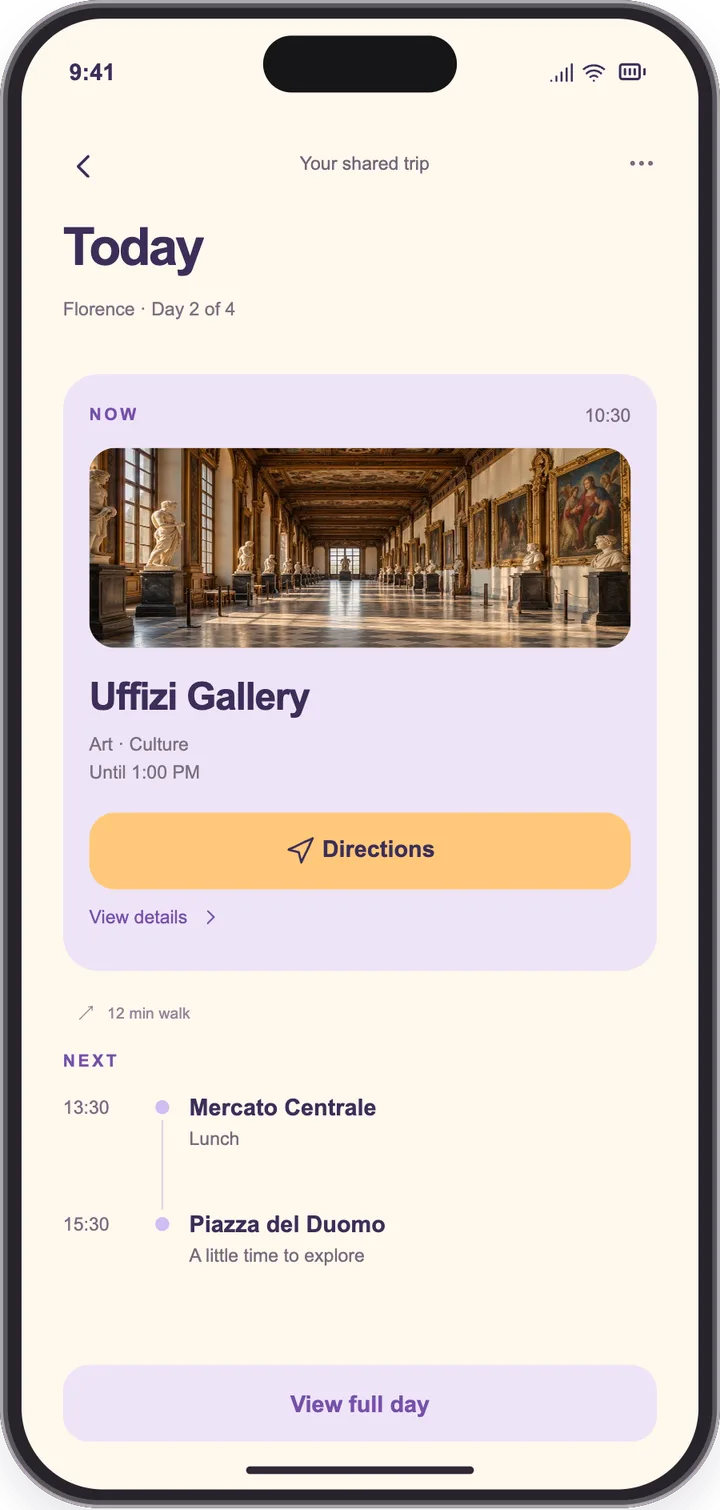 9:41
Your shared trip
Today
Florence · Day 2 of 4
NOW
10:30
Uffizi Gallery
Art · Culture
Until 1:00 PM
Directions
View details
12 min walk
NEXT
13:30
Mercato Centrale
Lunch
15:30
Piazza del Duomo
A little time to explore
View full day